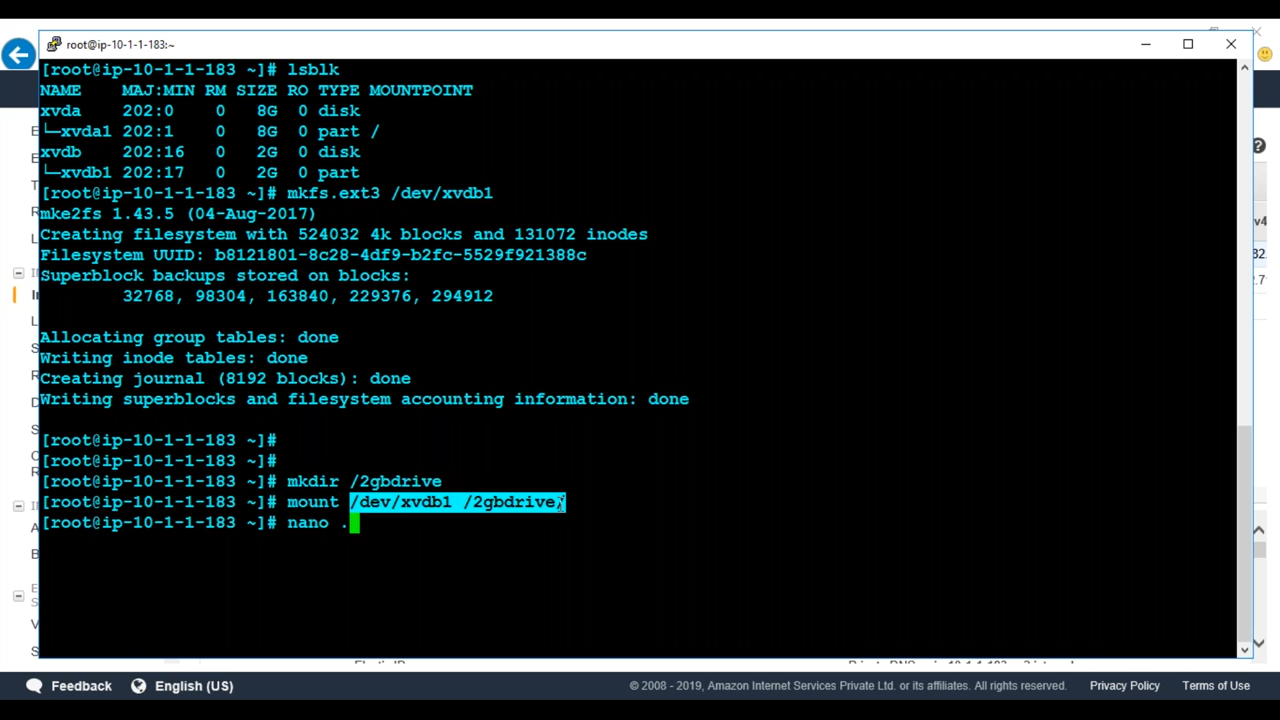 root@ip-10-1-1-183:~
[root@ip-10-1-1-183 ~]# lsblk
NAME    MAJ:MIN RM SIZE RO TYPE MOUNTPOINT
xvda    202:0    0   8G  0 disk
└─xvda1 202:1    0   8G  0 part /
xvdb    202:16   0   2G  0 disk
└─xvdb1 202:17   0   2G  0 part
[root@ip-10-1-1-183 ~]# mkfs.ext3 /dev/xvdb1
mke2fs 1.43.5 (04-Aug-2017)
Creating filesystem with 524032 4k blocks and 131072 inodes
Filesystem UUID: b8121801-8c28-4df9-b2fc-5529f921388c
Superblock backups stored on blocks:
        32768, 98304, 163840, 229376, 294912
Allocating group tables: done
Writing inode tables: done
Creating journal (8192 blocks): done
Writing superblocks and filesystem accounting information: done
[root@ip-10-1-1-183 ~]#
[root@ip-10-1-1-183 ~]#
[root@ip-10-1-1-183 ~]# mkdir /2gbdrive
[root@ip-10-1-1-183 ~]# mount /dev/xvdb1 /2gbdrive/
[root@ip-10-1-1-183 ~]# nano .
Feedback English (US) © 2008 - 2019, Amazon Internet Services Private Ltd. or its affiliates. All rights reserved. Privacy Policy Terms of Use